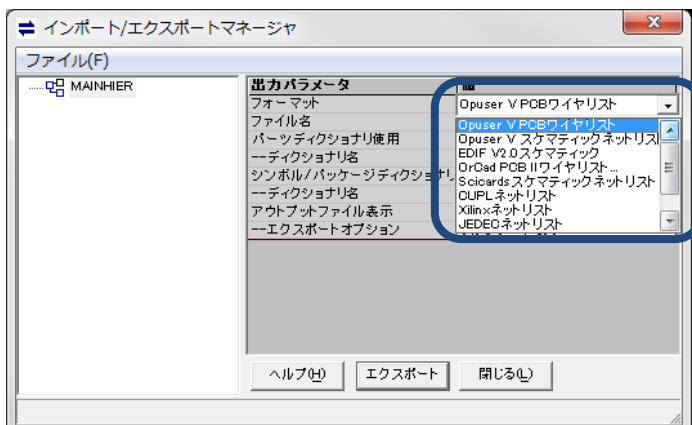 インポート/エクスポートマネージャ
ファイル(F)
MAINHIER
出力パラメータ 値
フォーマット Opuser V PCBワイヤリスト
ファイル名
パーツディクショナリ使用
--ディクショナリ名
シンボル/パッケージディクショナリ
--ディクショナリ名
アウトプットファイル表示
--エクスポートオプション
Opuser V PCBワイヤリスト
Opuser V スケマティックネットリス
EDIF V2.0スケマティック
OrCad PCB IIワイヤリスト...
Scicardsスケマティックネットリスト
CUPLネットリスト
Xilinxネットリスト
JEDECネットリスト
ヘルプ(H) エクスポート 閉じる(L)